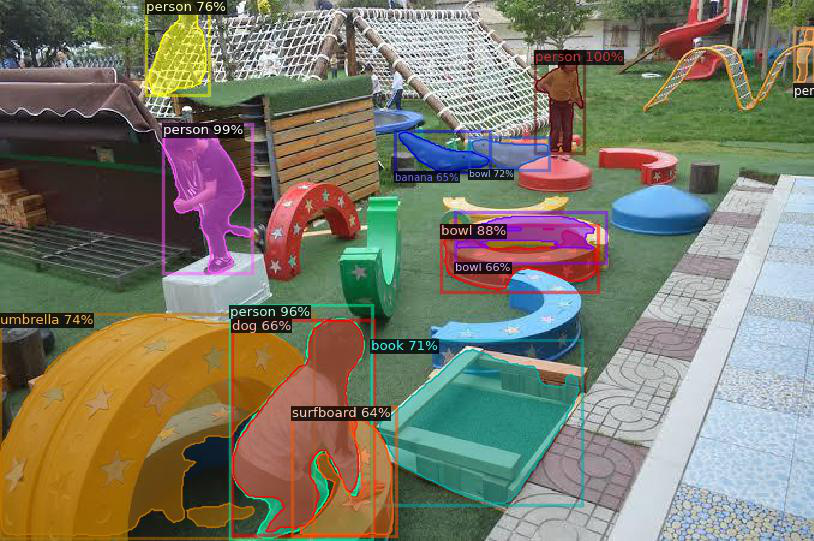 person 76%
person 100%
per
person 99%
banana 65%
bowl 72%
bowl 88%
bowl 66%
person 96%
umbrella 74%
dog 66%
book 71%
surfboard 64%